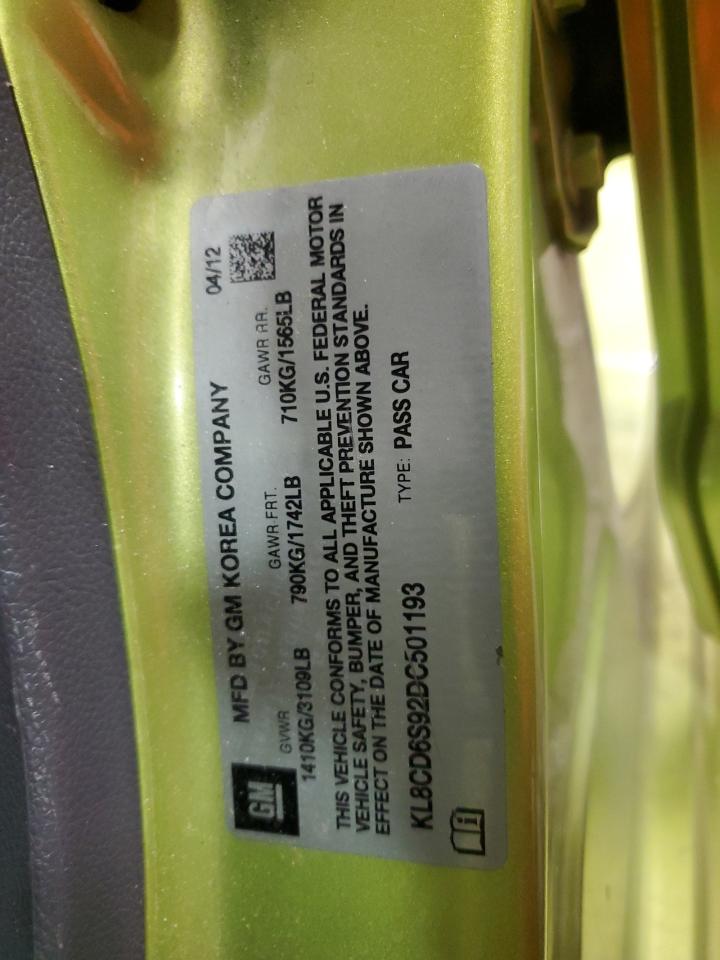 GM
MFD BY GM KOREA COMPANY 04/12
GVWR GAWR FRT. GAWR RR.
1410KG/3109LB 790KG/1742LB 710KG/1565LB
THIS VEHICLE CONFORMS TO ALL APPLICABLE U.S. FEDERAL MOTOR
VEHICLE SAFETY, BUMPER, AND THEFT PREVENTION STANDARDS IN
EFFECT ON THE DATE OF MANUFACTURE SHOWN ABOVE.
KL8CD6S92DC501193 TYPE: PASS CAR